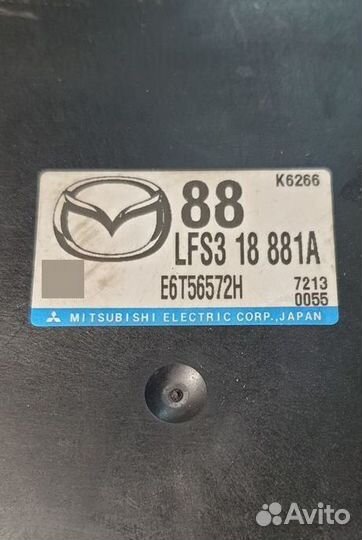 K6266
88
LFS3 18 881A
E6T56572H
7213
0055
MITSUBISHI ELECTRIC CORP., JAPAN
Avito